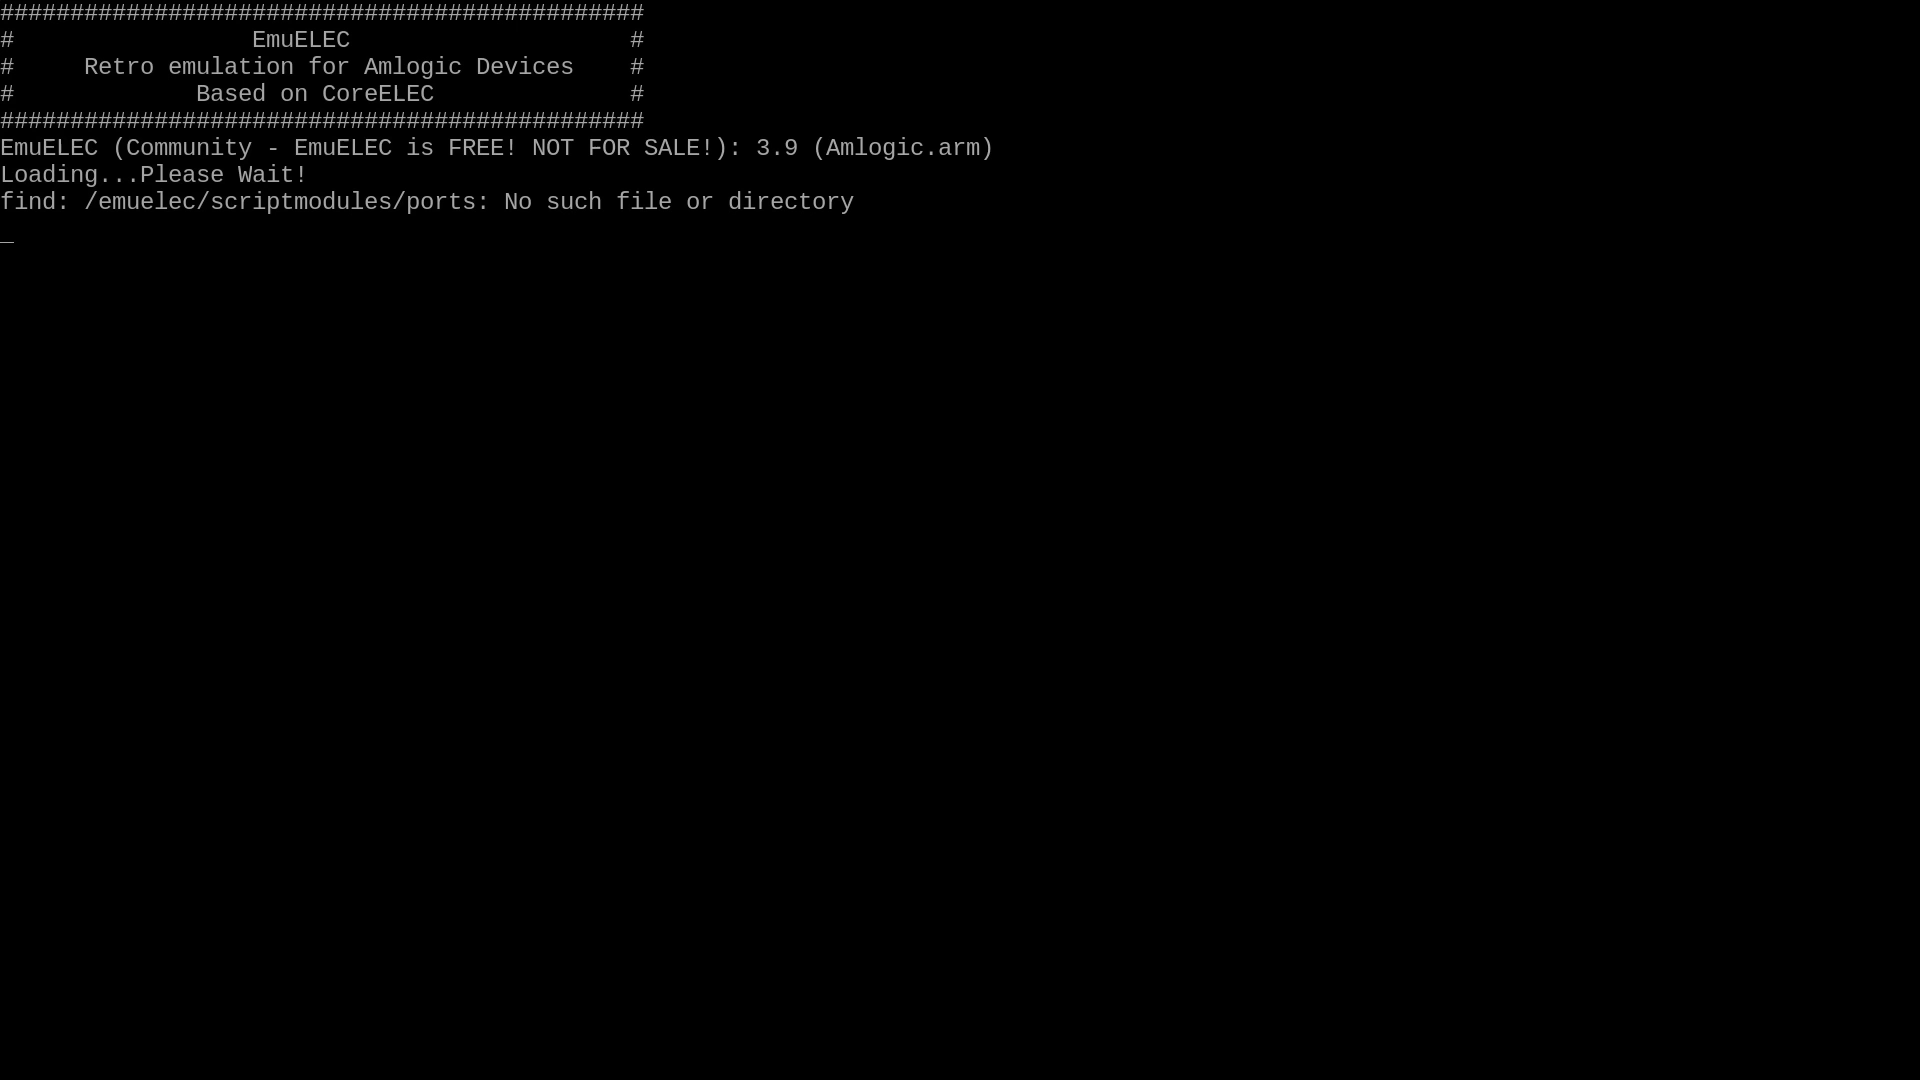 ##############################################
#                 EmuELEC                    #
#     Retro emulation for Amlogic Devices    #
#             Based on CoreELEC              #
##############################################
EmuELEC (Community - EmuELEC is FREE! NOT FOR SALE!): 3.9 (Amlogic.arm)
Loading...Please Wait!
find: /emuelec/scriptmodules/ports: No such file or directory
_